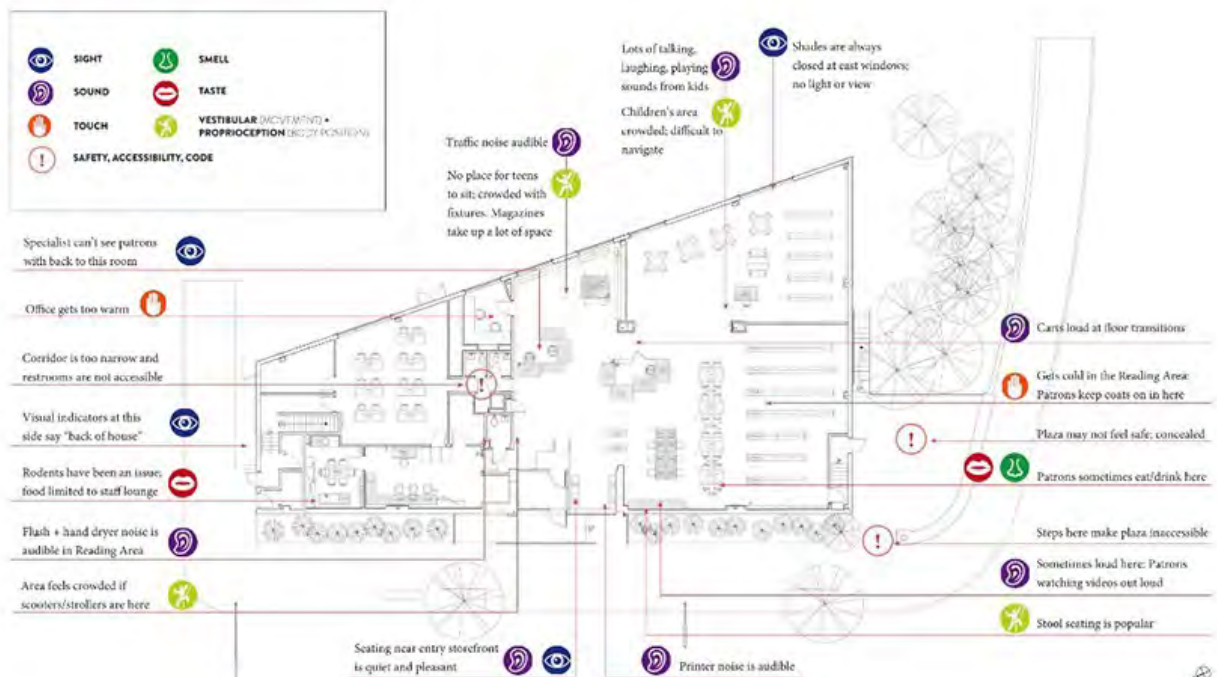 SIGHT
SMELL
SOUND
TASTE
TOUCH
VESTIBULAR (MOVEMENT) +
PROPRIOCEPTION (BODY POSITION)
SAFETY, ACCESSIBILITY, CODE
Lots of talking,
laughing, playing
sounds from kids
Children's area
crowded; difficult to
navigate
Shades are always
closed at east windows;
no light or view
Traffic noise audible
No place for teens
to sit; crowded with
fixtures. Magazines
take up a lot of space
Specialist can't see patrons
with back to this room
Office gets too warm
Corridor is too narrow and
restrooms are not accessible
Visual indicators at this
side say "back of house"
Rodents have been an issue;
food limited to staff lounge
Flush + hand dryer noise is
audible in Reading Area
Area feels crowded if
scooters/strollers are here
Carts loud at floor transitions
Gets cold in the Reading Area:
Patrons keep coats on in here
Plaza may not feel safe; concealed
Patrons sometimes eat/drink here
Steps here make plaza inaccessible
Sometimes loud here: Patrons
watching videos out loud
Stool seating is popular
Seating near entry storefront
is quiet and pleasant
Printer noise is audible